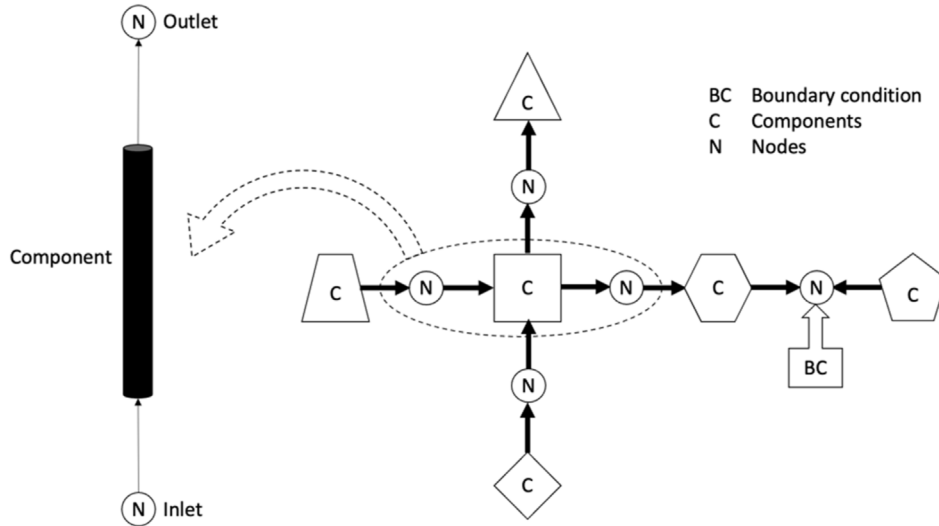 N Outlet
C
BC Boundary condition
C Components
N Nodes
N
Component
C
N
C
N
C
N
C
BC
N
C
N Inlet